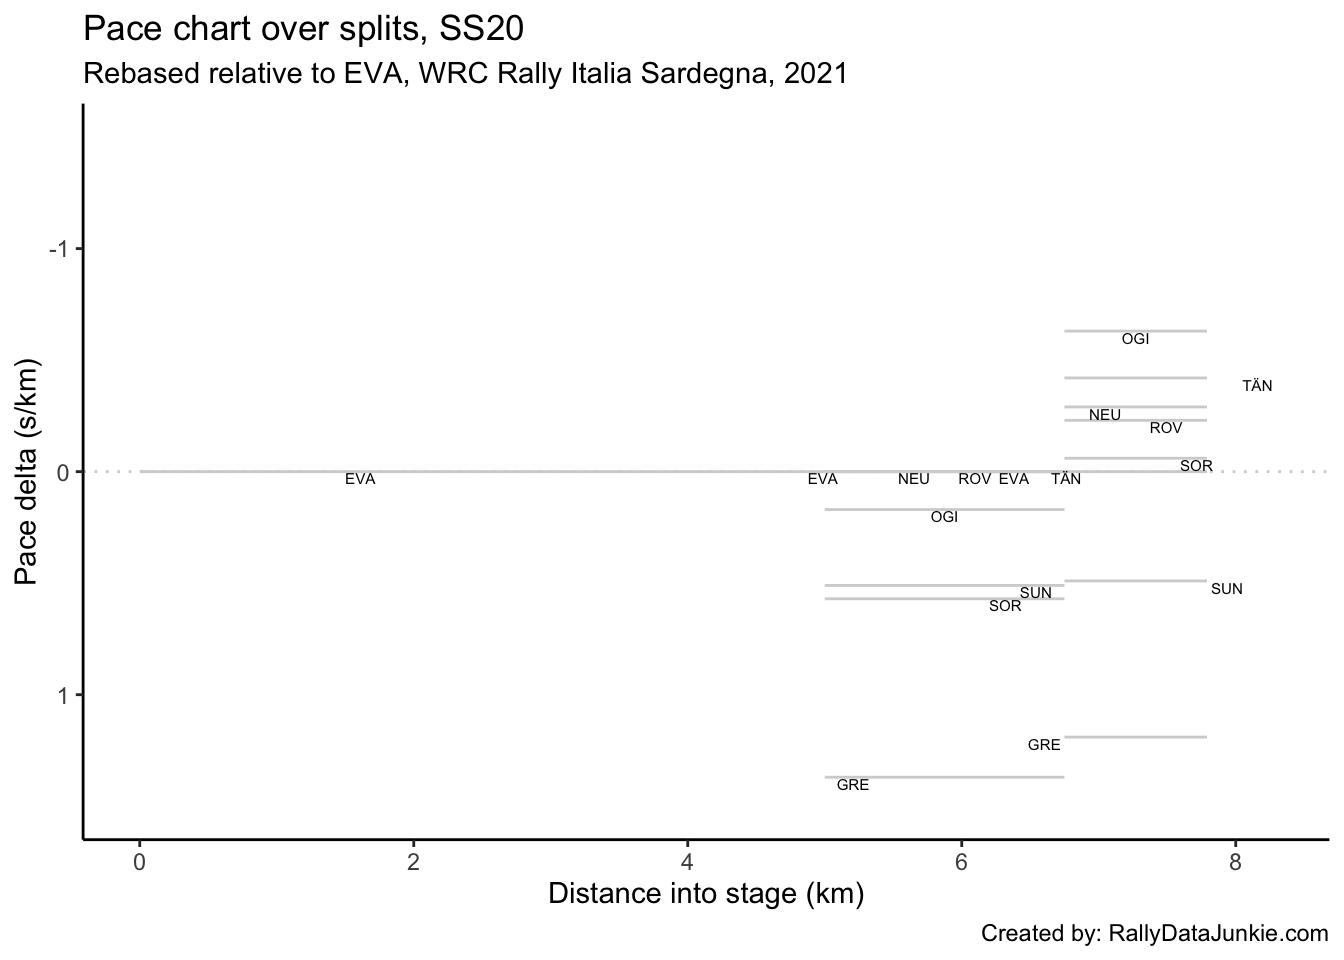 Pace chart over splits, SS20
Rebased relative to EVA, WRC Rally Italia Sardegna, 2021
Pace delta (s/km)
-1
0
1
OGI
TÄN
NEU
ROV
SOR
EVA EVA NEU ROV EVA TÄN
OGI
SUN SUN
SOR
GRE
GRE
0 2 4 6 8
Distance into stage (km)
Created by: RallyDataJunkie.com